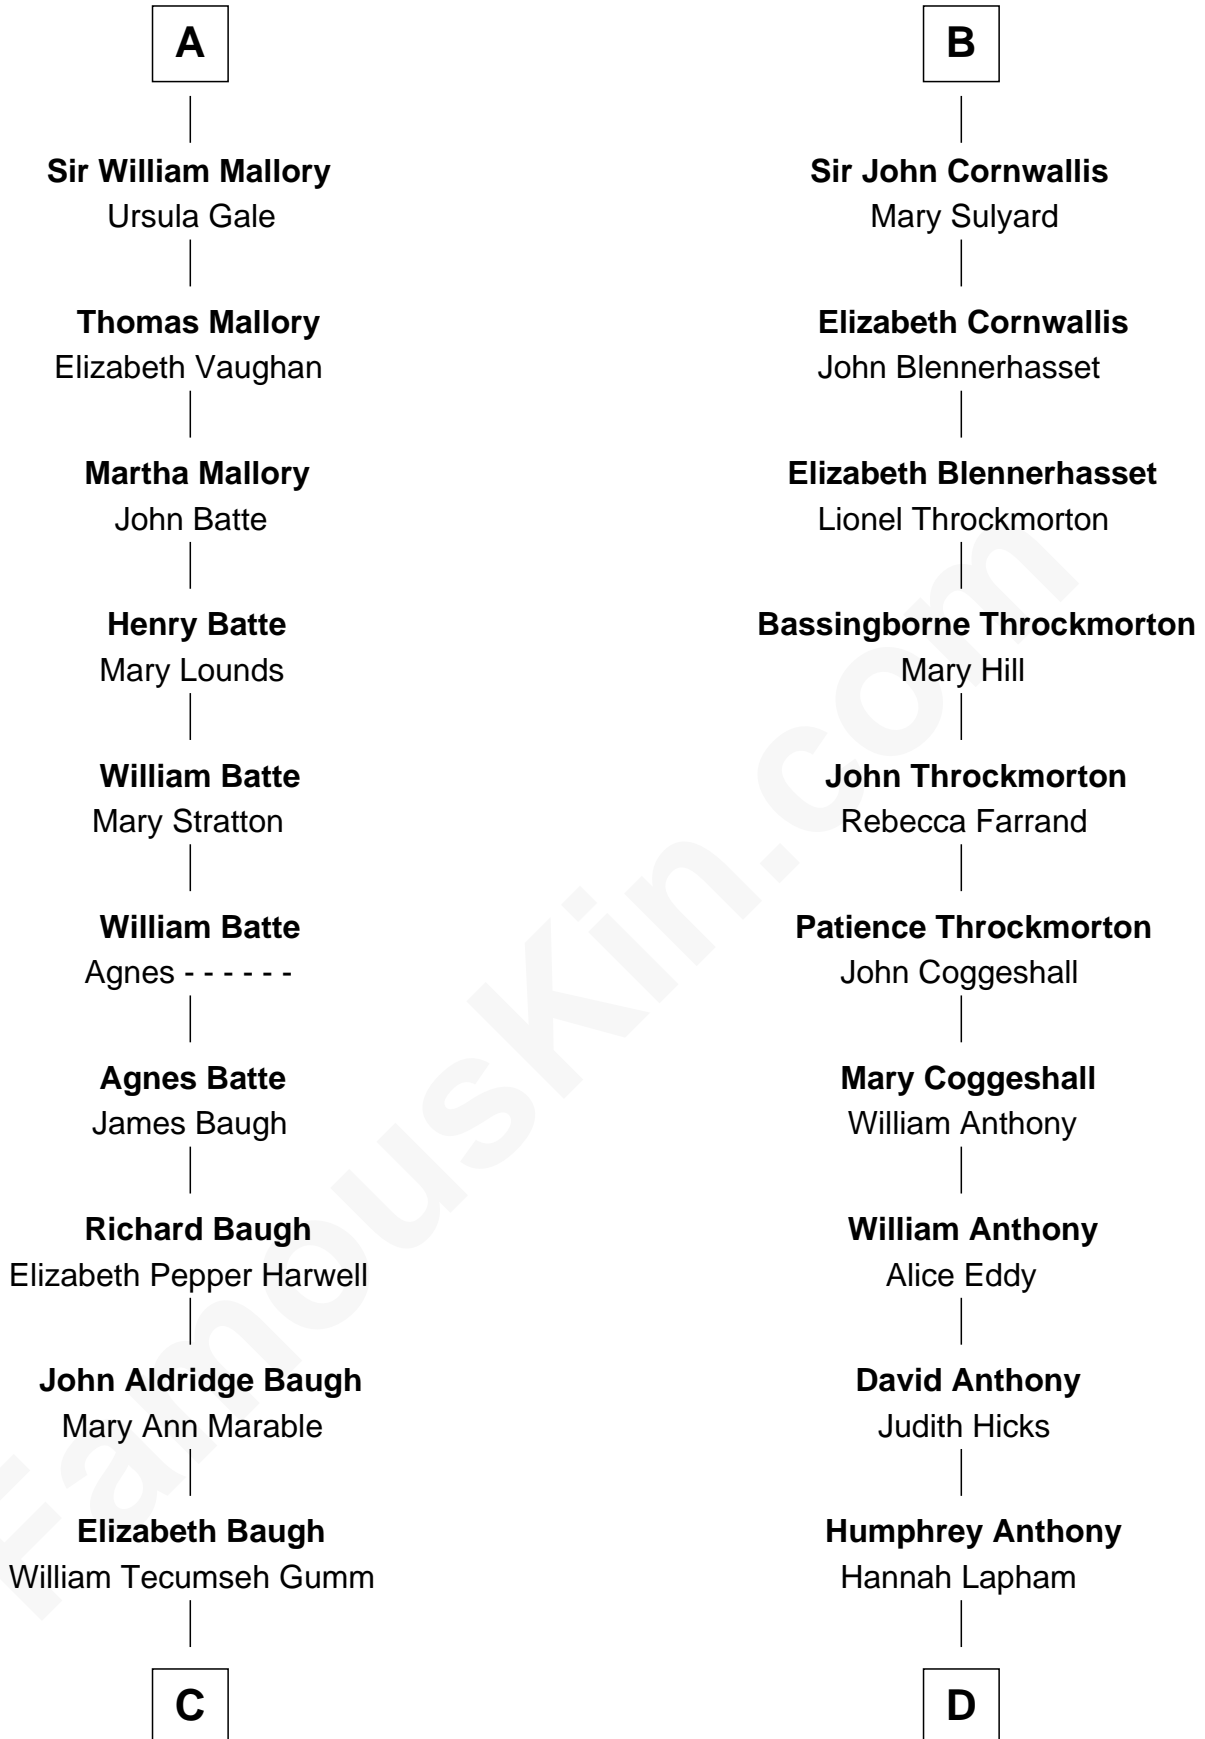 A
Sir William Mallory
Ursula Gale
Thomas Mallory
Elizabeth Vaughan
Martha Mallory
John Batte
Henry Batte
Mary Lounds
William Batte
Mary Stratton
William Batte
Agnes - - - - - -
Agnes Batte
James Baugh
Richard Baugh
Elizabeth Pepper Harwell
John Aldridge Baugh
Mary Ann Marable
Elizabeth Baugh
William Tecumseh Gumm
C
B
Sir John Cornwallis
Mary Sulyard
Elizabeth Cornwallis
John Blennerhasset
Elizabeth Blennerhasset
Lionel Throckmorton
Bassingborne Throckmorton
Mary Hill
John Throckmorton
Rebecca Farrand
Patience Throckmorton
John Coggeshall
Mary Coggeshall
William Anthony
William Anthony
Alice Eddy
David Anthony
Judith Hicks
Humphrey Anthony
Hannah Lapham
D
FamousKin.com